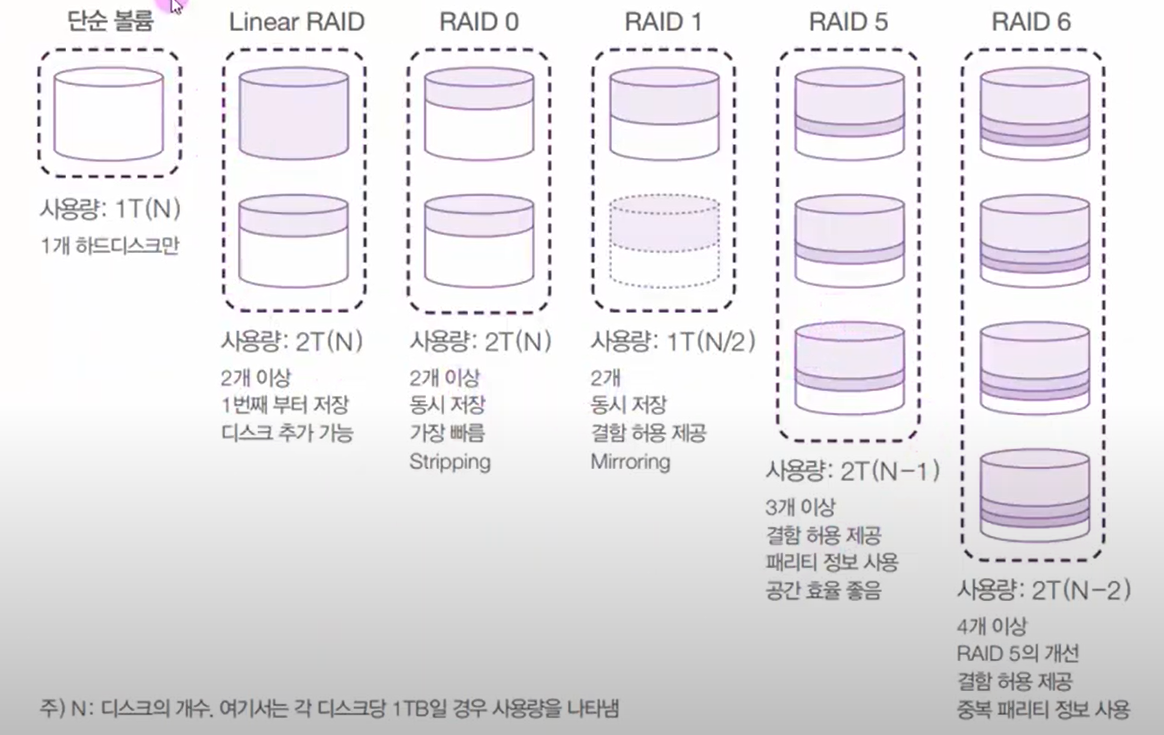 단순 볼륨
사용량: 1T(N)
1개 하드디스크만
Linear RAID
사용량: 2T(N)
2개 이상
1번째 부터 저장
디스크 추가 가능
RAID 0
사용량: 2T(N)
2개 이상
동시 저장
가장 빠름
Stripping
RAID 1
사용량: 1T(N/2)
2개
동시 저장
결함 허용 제공
Mirroring
RAID 5
사용량: 2T(N-1)
3개 이상
결함 허용 제공
패리티 정보 사용
공간 효율 좋음
RAID 6
사용량: 2T(N-2)
4개 이상
RAID 5의 개선
결함 허용 제공
중복 패리티 정보 사용
주) N: 디스크의 개수. 여기서는 각 디스크당 1TB일 경우 사용량을 나타냄